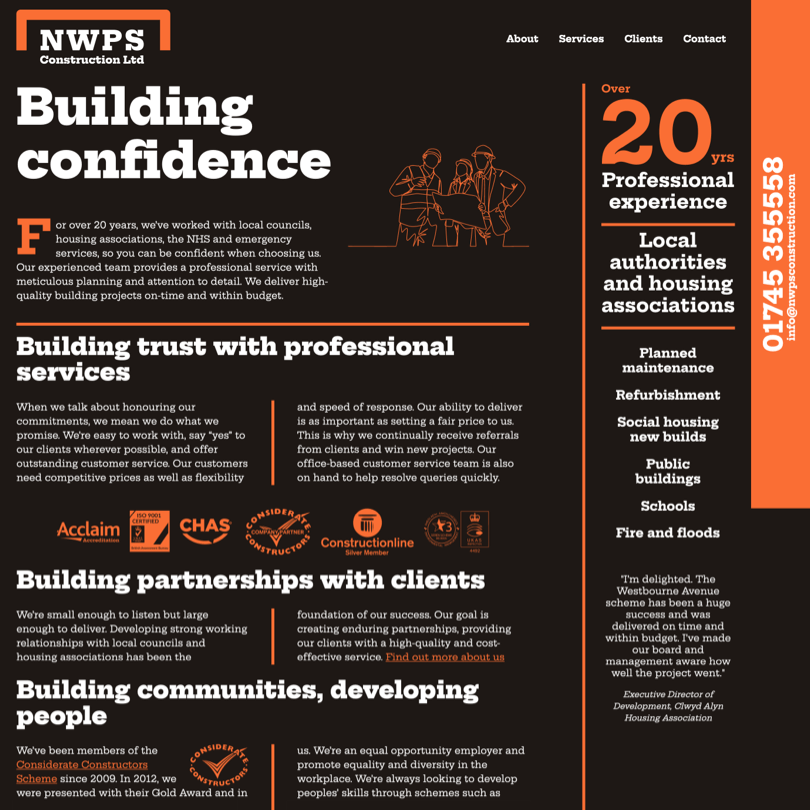 NWPS
Construction Ltd
About Services Clients Contact
Building
confidence
For over 20 years, we've worked with local councils,
housing associations, the NHS and emergency
services, so you can be confident when choosing us.
Our experienced team provides a professional service with
meticulous planning and attention to detail. We deliver high-
quality building projects on-time and within budget.
Building trust with professional
services
When we talk about honouring our
commitments, we mean we do what we
promise. We're easy to work with, say "yes" to
our clients wherever possible, and offer
outstanding customer service. Our customers
need competitive prices as well as flexibility
and speed of response. Our ability to deliver
is as important as setting a fair price to us.
This is why we continually receive referrals
from clients and win new projects. Our
office-based customer service team is also
on hand to help resolve queries quickly.
Acclaim
Accreditation
ISO 9001
CERTIFIED
CHAS
CONSIDERATE
COMPANY PARTNER
CONSTRUCTORS
Constructionline
Silver Member
Building partnerships with clients
We're small enough to listen but large
enough to deliver. Developing strong working
relationships with local councils and
housing associations has been the
foundation of our success. Our goal is
creating enduring partnerships, providing
our clients with a high-quality and cost-
effective service. Find out more about us
Building communities, developing
people
We've been members of the
Considerate Constructors
Scheme since 2009. In 2012, we
were presented with their Gold Award and in
CONSIDERATE
CONSTRUCTORS
us. We're an equal opportunity employer and
promote equality and diversity in the
workplace. We're always looking to develop
peoples' skills through schemes such as
Over
20
yrs
Professional
experience
Local
authorities
and housing
associations
Planned
maintenance
Refurbishment
Social housing
new builds
Public
buildings
Schools
Fire and floods
"I'm delighted. The
Westbourne Avenue
scheme has been a huge
success and was
delivered on time and
within budget. I've made
our board and
management aware how
well the project went."
Executive Director of
Development, Clwyd Alyn
Housing Association
01745 355558
info@nwpsconstruction.com